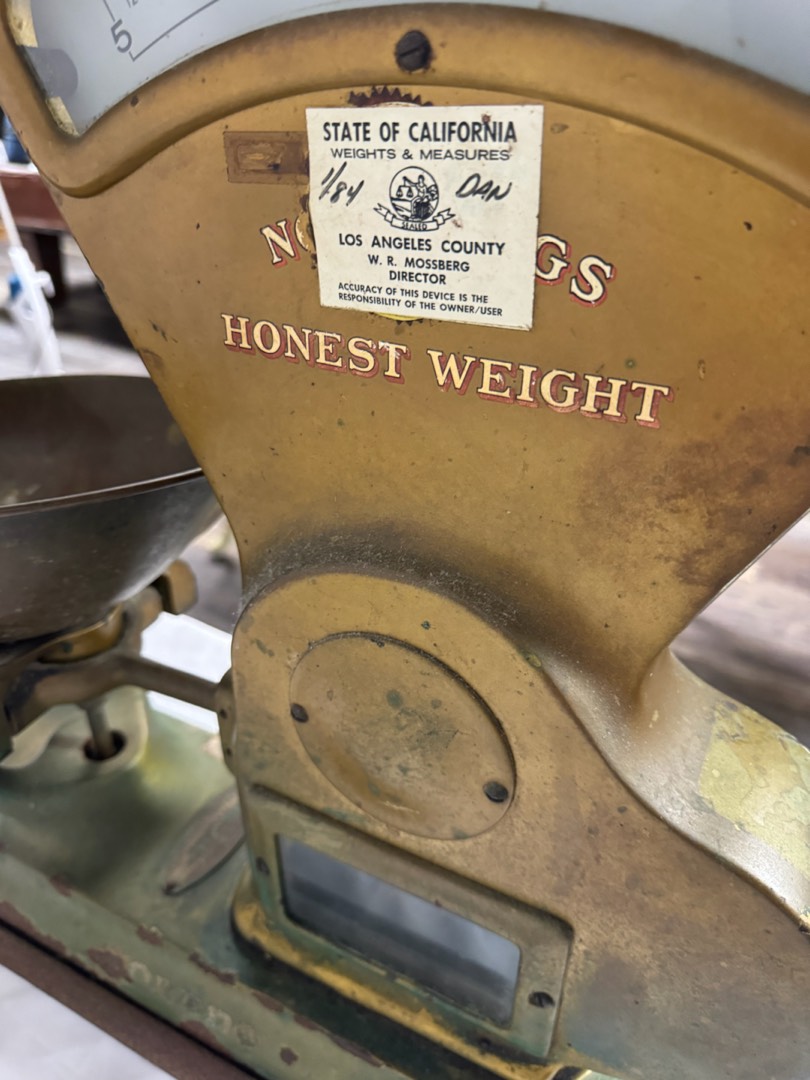 5
STATE OF CALIFORNIA
WEIGHTS & MEASURES
1/84 DAN
SEALED
LOS ANGELES COUNTY
W. R. MOSSBERG
DIRECTOR
ACCURACY OF THIS DEVICE IS THE
RESPONSIBILITY OF THE OWNER/USER
HONEST WEIGHT